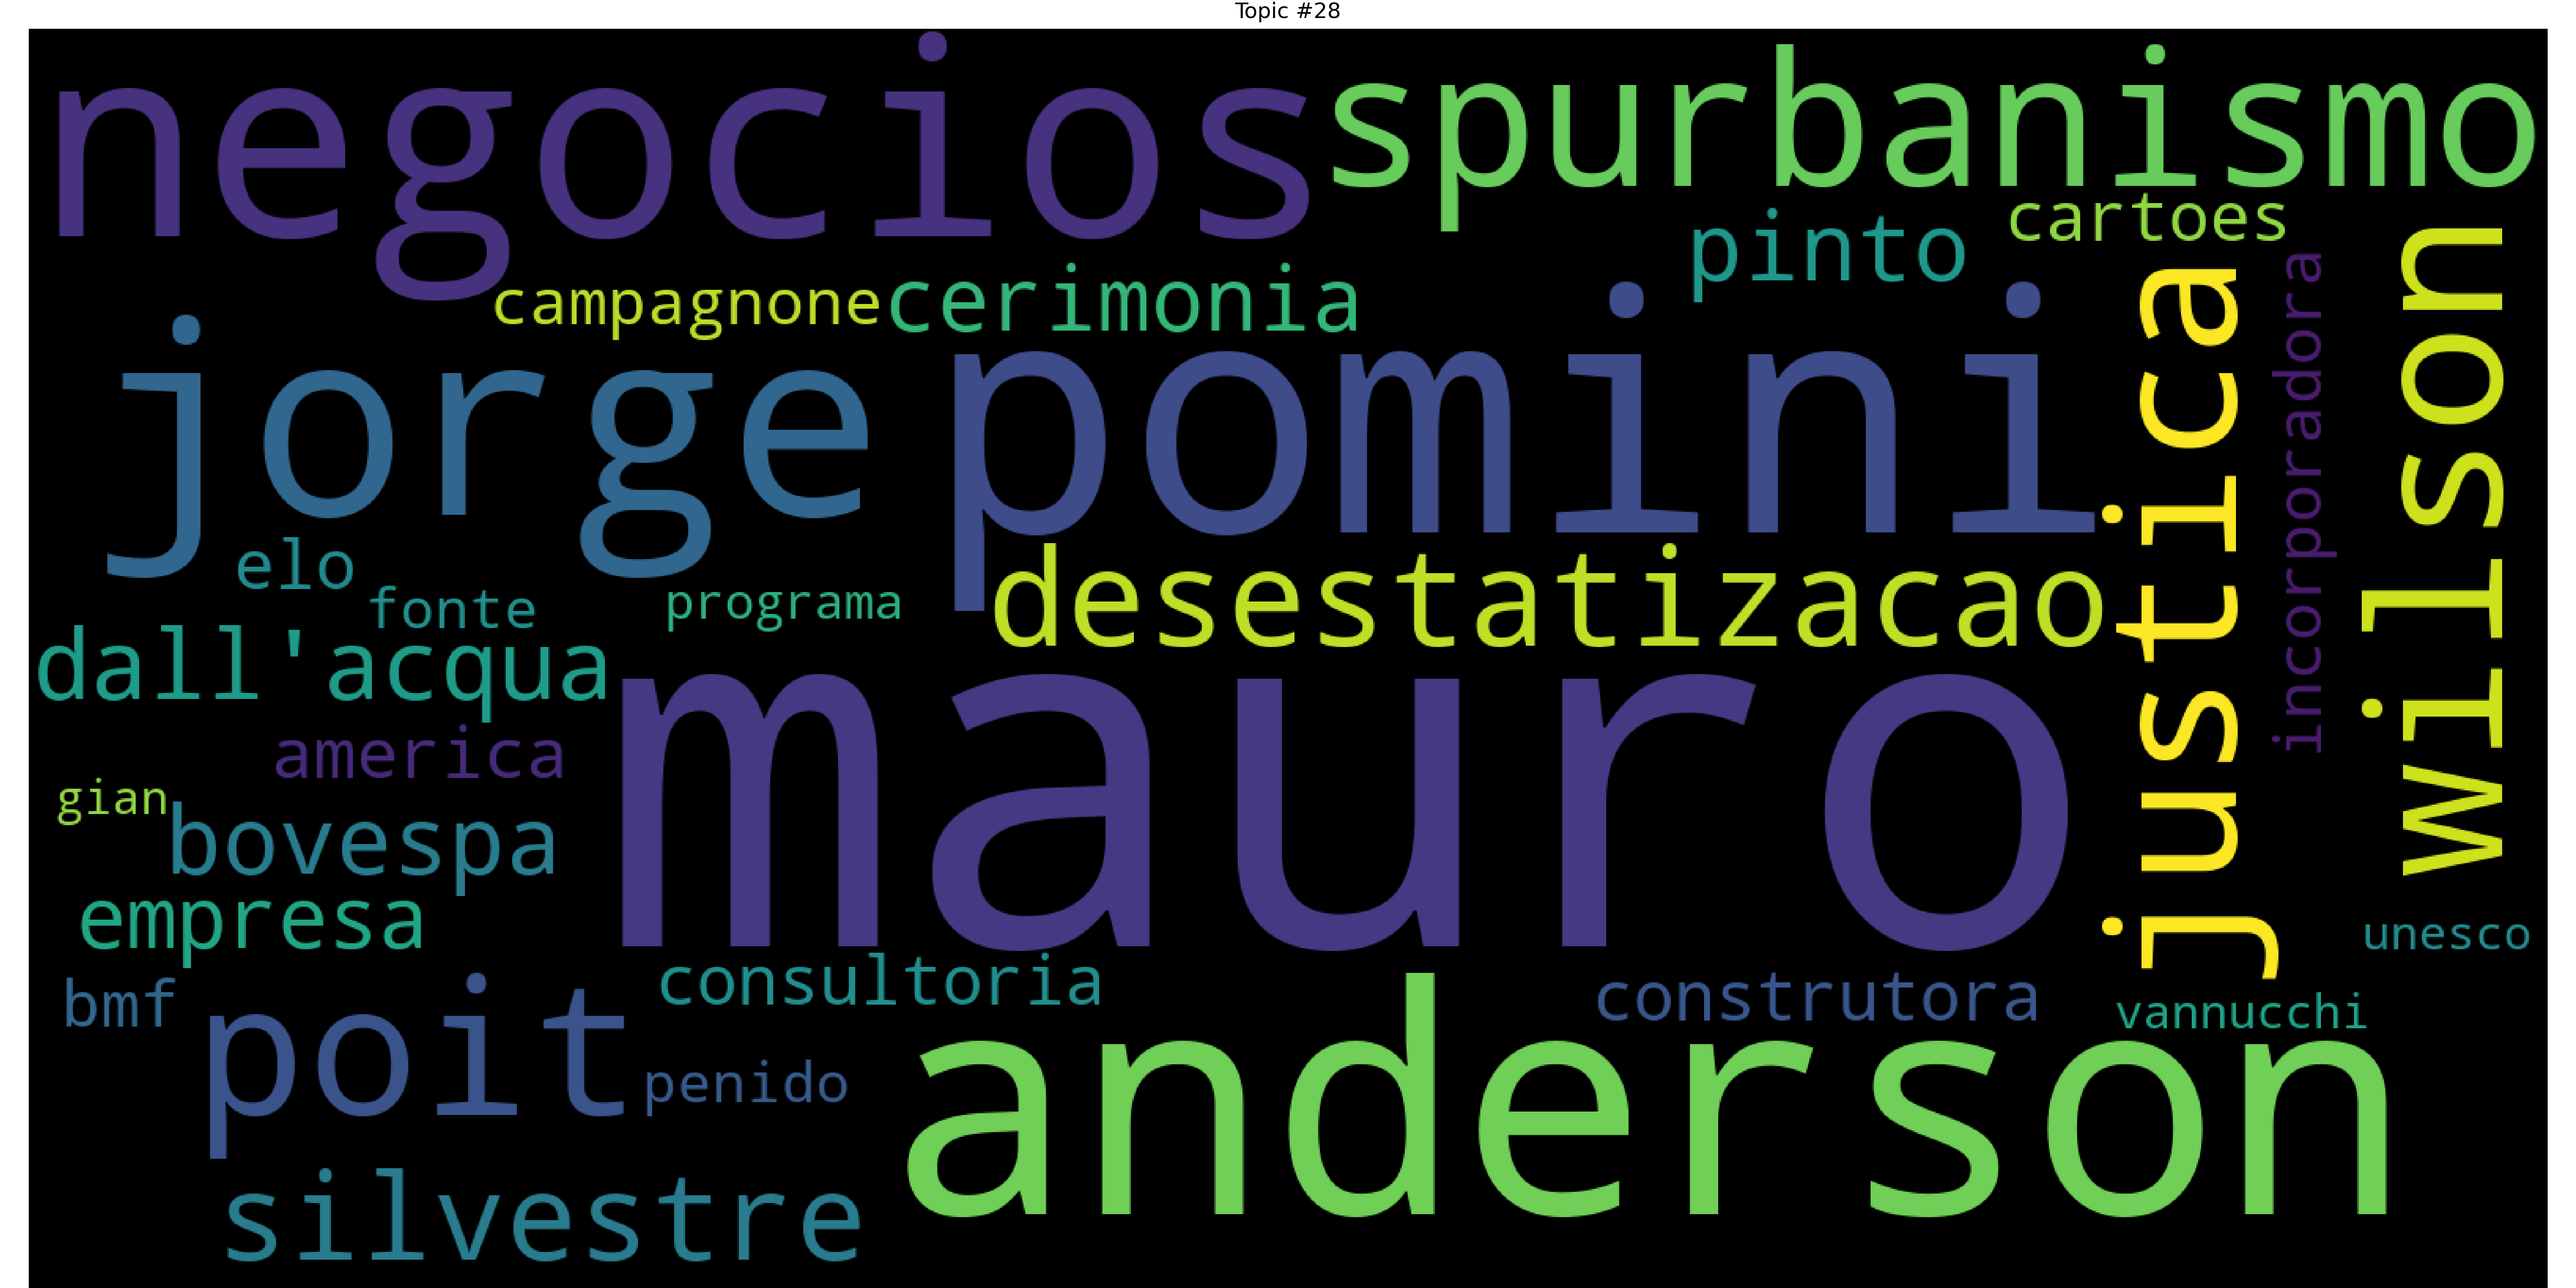 Topic #28
negocios
spurbanismo
cartoes
pinto
campagnone
cerimonia
jorge
pomini
justica
incorporadora
wilson
elo
fonte
programa
desestatizacao
dall'acqua
america
mauro
gian
bovespa
empresa
unesco
bmf
poit
consultoria
construtora
vannucchi
penido
anderson
silvestre